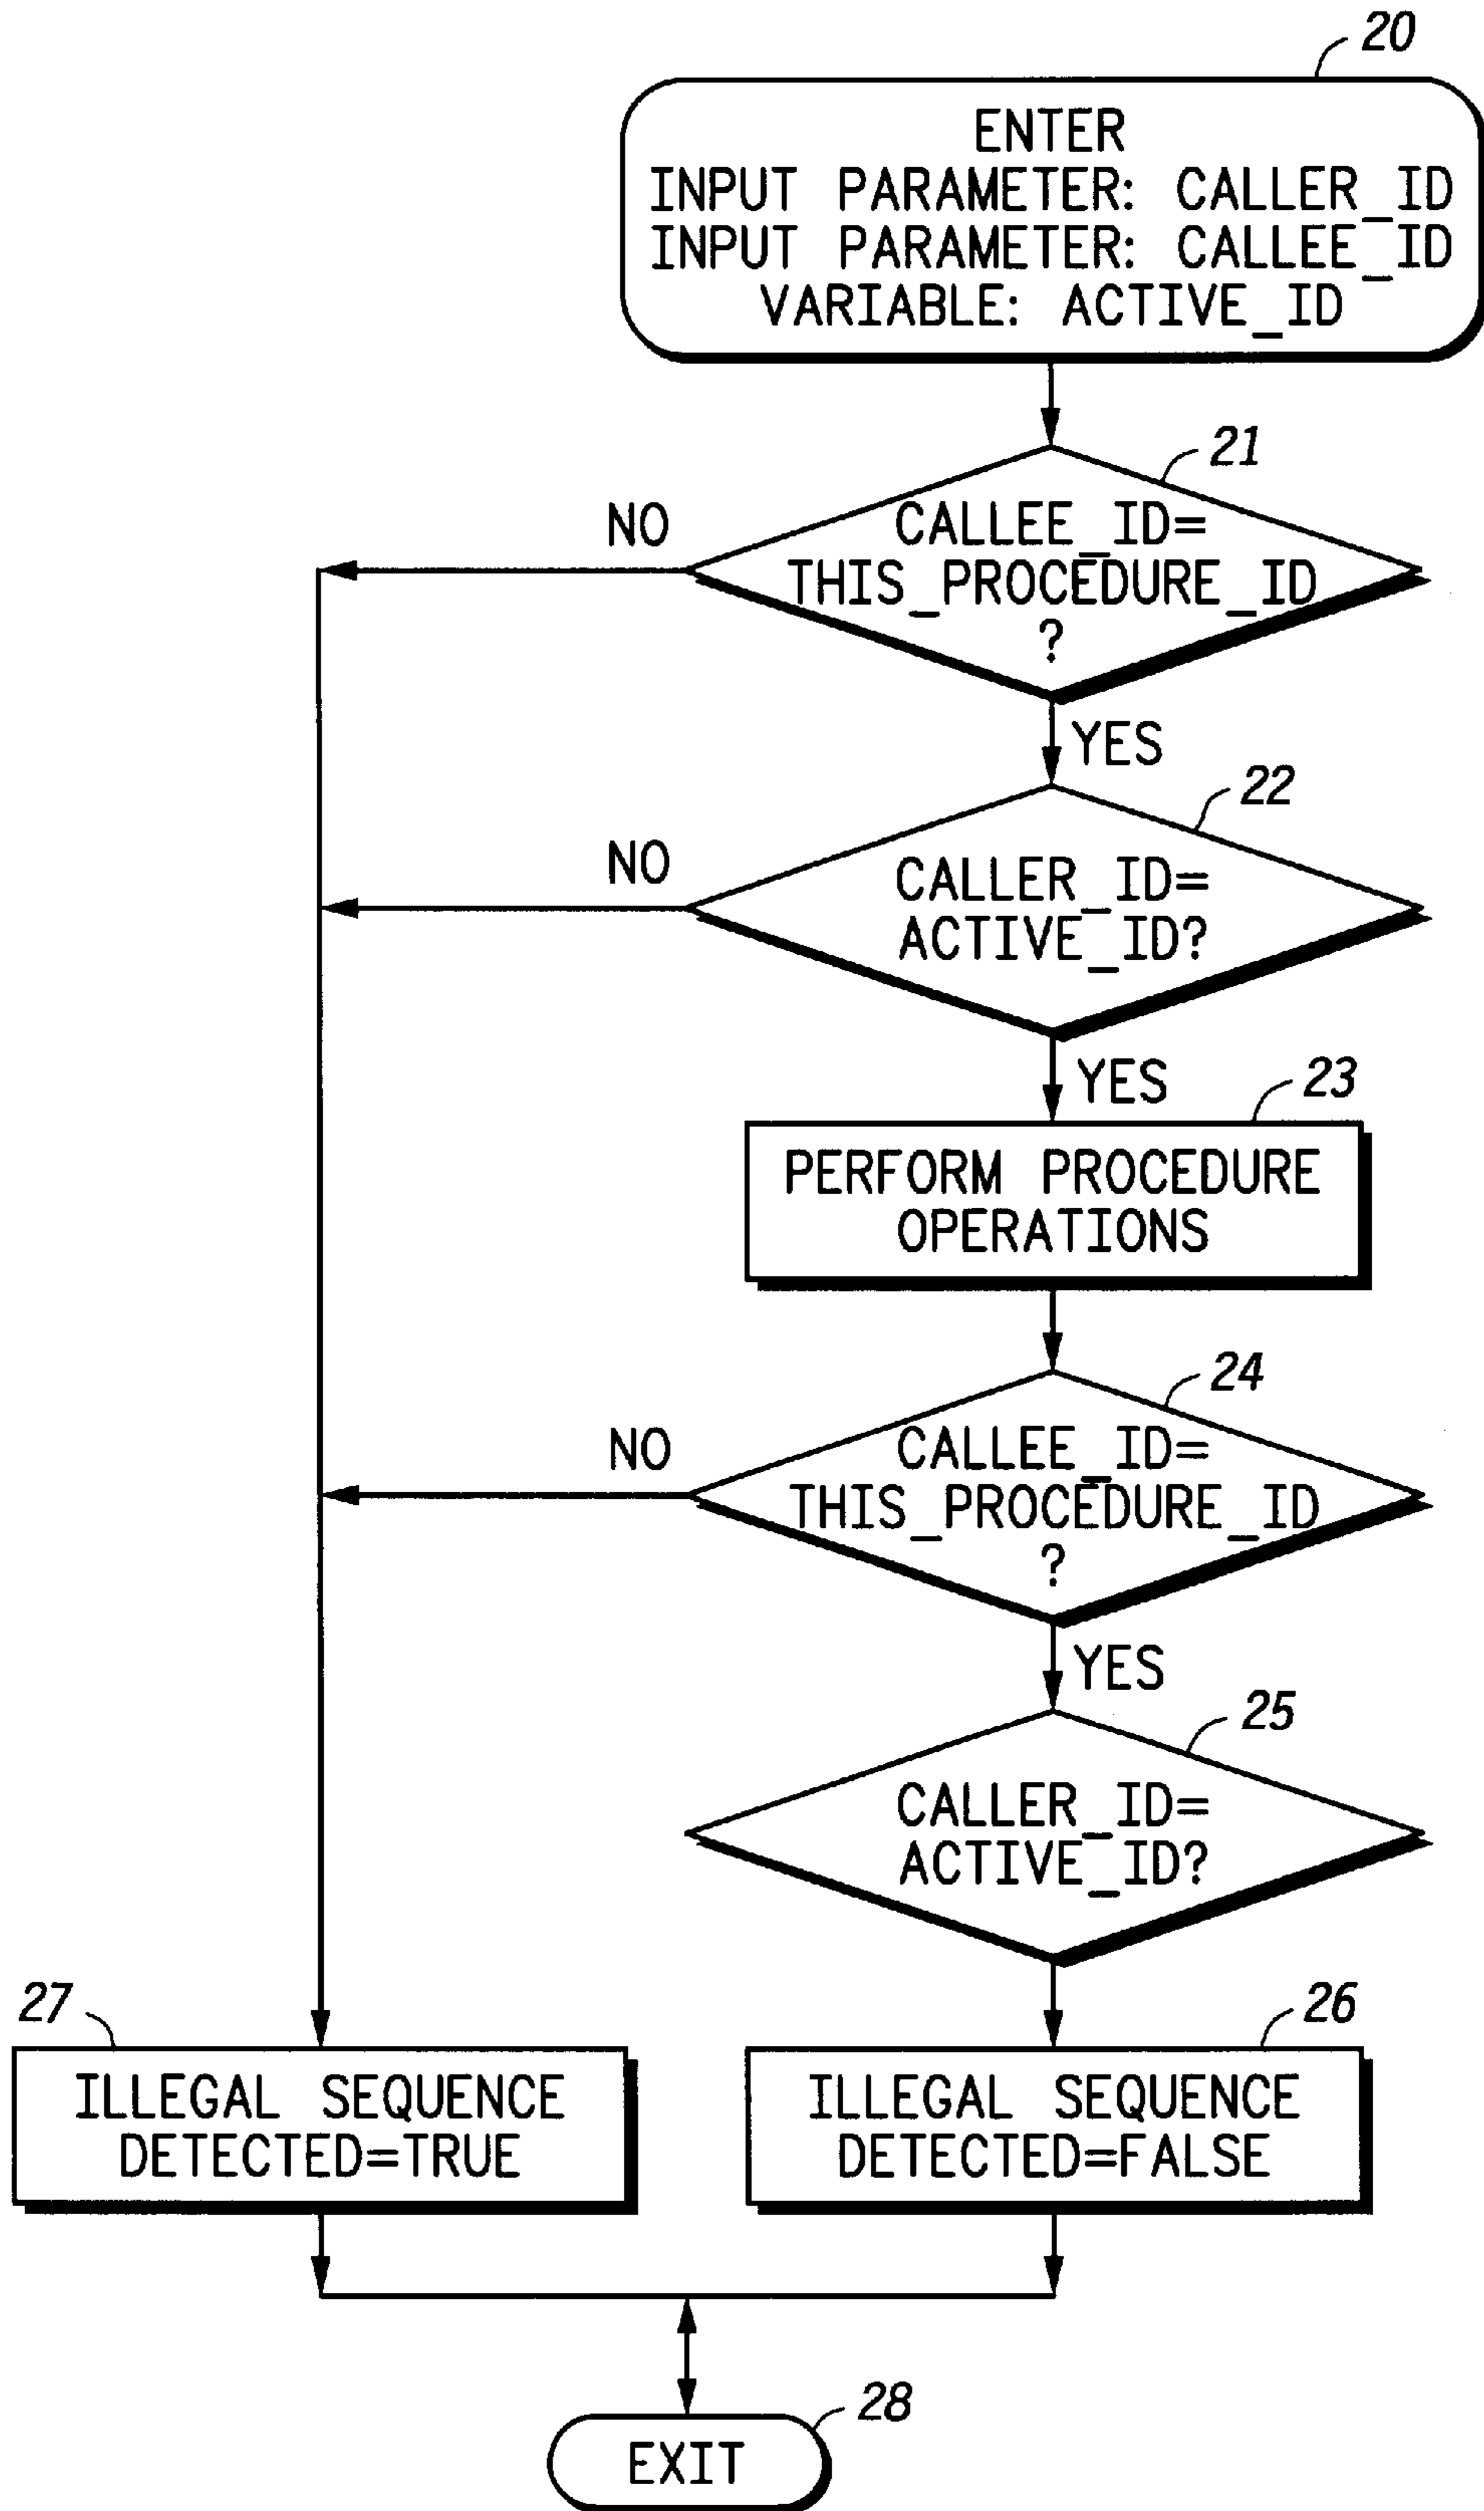 20
ENTER
INPUT PARAMETER: CALLER_ID
INPUT PARAMETER: CALLEE_ID
VARIABLE: ACTIVE_ID
21
NO
CALLEE_ID=
THIS_PROCEDURE_ID
?
YES
22
NO
CALLER_ID=
ACTIVE_ID?
YES
23
PERFORM PROCEDURE
OPERATIONS
24
NO
CALLEE_ID=
THIS_PROCEDURE_ID
?
YES
25
CALLER_ID=
ACTIVE_ID?
27
ILLEGAL SEQUENCE
DETECTED=TRUE
26
ILLEGAL SEQUENCE
DETECTED=FALSE
28
EXIT